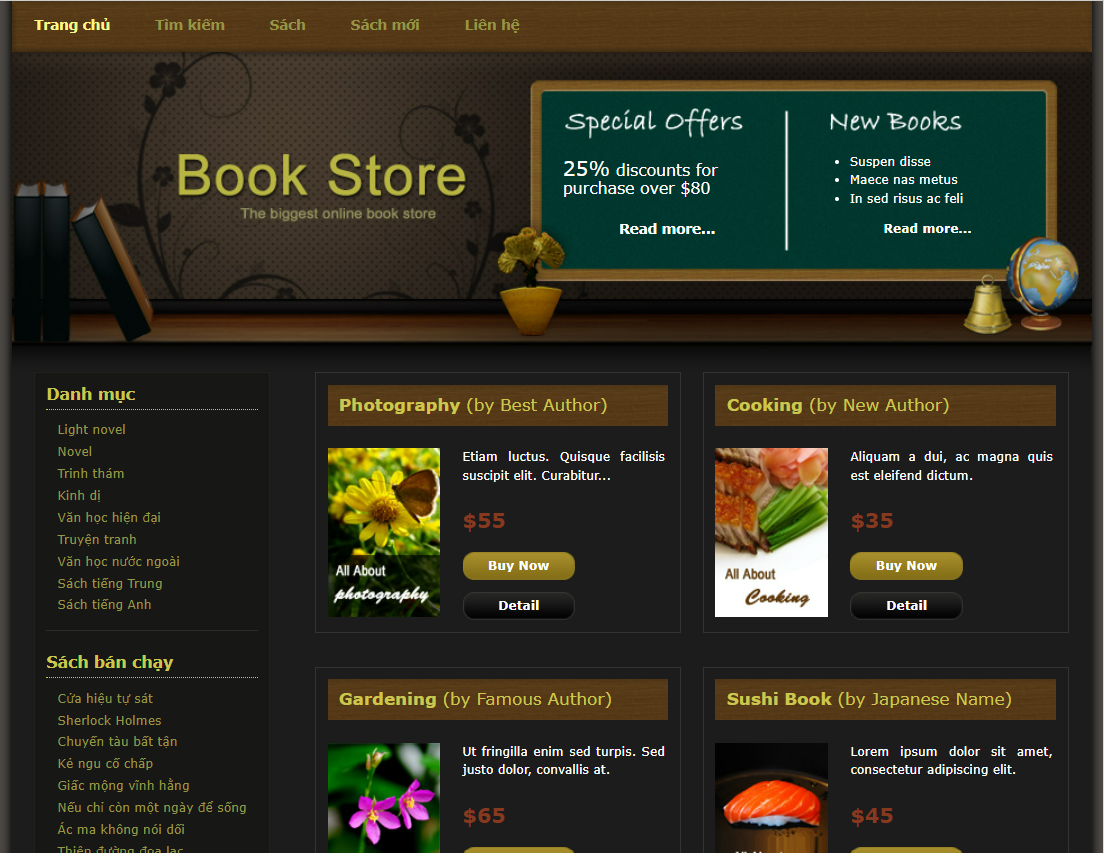 Trang chủ
Tìm kiếm
Sách
Sách mới
Liên hệ
Book Store
The biggest online book store
Special Offers
25% discounts for
purchase over $80
Read more...
New Books
Suspen disse
Maece nas metus
In sed risus ac feli
Read more...
Danh mục
Light novel
Novel
Trinh thám
Kinh dị
Văn học hiện đại
Truyện tranh
Văn học nước ngoài
Sách tiếng Trung
Sách tiếng Anh
Sách bán chạy
Cửa hiệu tự sát
Sherlock Holmes
Chuyến tàu bất tận
Kẻ ngu cố chấp
Giấc mộng vĩnh hằng
Nếu chỉ còn một ngày để sống
Ác ma không nói dối
Thiên đường đọa lạc
Photography (by Best Author)
All About
photography
Etiam luctus. Quisque facilisis
suscipit elit. Curabitur...
$55
Buy Now
Detail
Cooking (by New Author)
All About
Cooking
Aliquam a dui, ac magna quis
est eleifend dictum.
$35
Buy Now
Detail
Gardening (by Famous Author)
Ut fringilla enim sed turpis. Sed
justo dolor, convallis at.
$65
Sushi Book (by Japanese Name)
Lorem ipsum dolor sit amet,
consectetur adipiscing elit.
$45